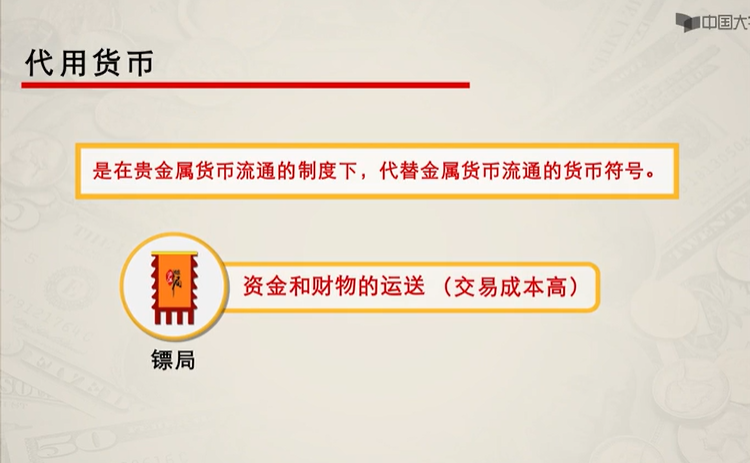 中国大
代用货币
是在贵金属货币流通的制度下，代替金属货币流通的货币符号。
资金和财物的运送（交易成本高）
镖局